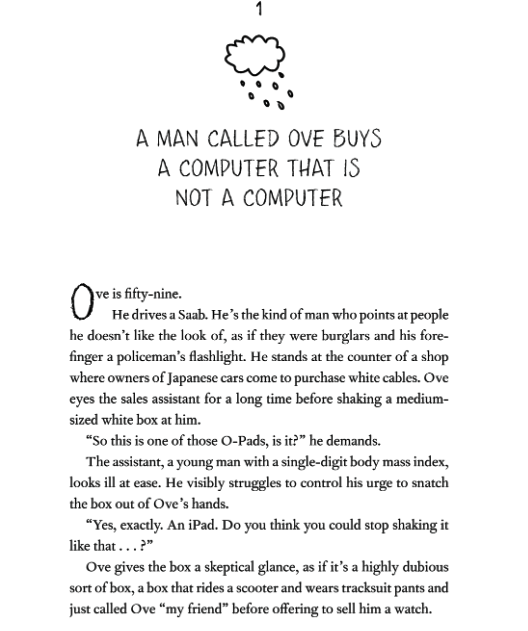 1
A MAN CALLED OVE BUYS
A COMPUTER THAT IS
NOT A COMPUTER
Ove is fifty-nine.
He drives a Saab. He’s the kind of man who points at people
he doesn’t like the look of, as if they were burglars and his fore-
finger a policeman’s flashlight. He stands at the counter of a shop
where owners of Japanese cars come to purchase white cables. Ove
eyes the sales assistant for a long time before shaking a medium-
sized white box at him.
“So this is one of those O-Pads, is it?” he demands.
The assistant, a young man with a single-digit body mass index,
looks ill at ease. He visibly struggles to control his urge to snatch
the box out of Ove’s hands.
“Yes, exactly. An iPad. Do you think you could stop shaking it
like that . . . ?”
Ove gives the box a skeptical glance, as if it’s a highly dubious
sort of box, a box that rides a scooter and wears tracksuit pants and
just called Ove “my friend” before offering to sell him a watch.